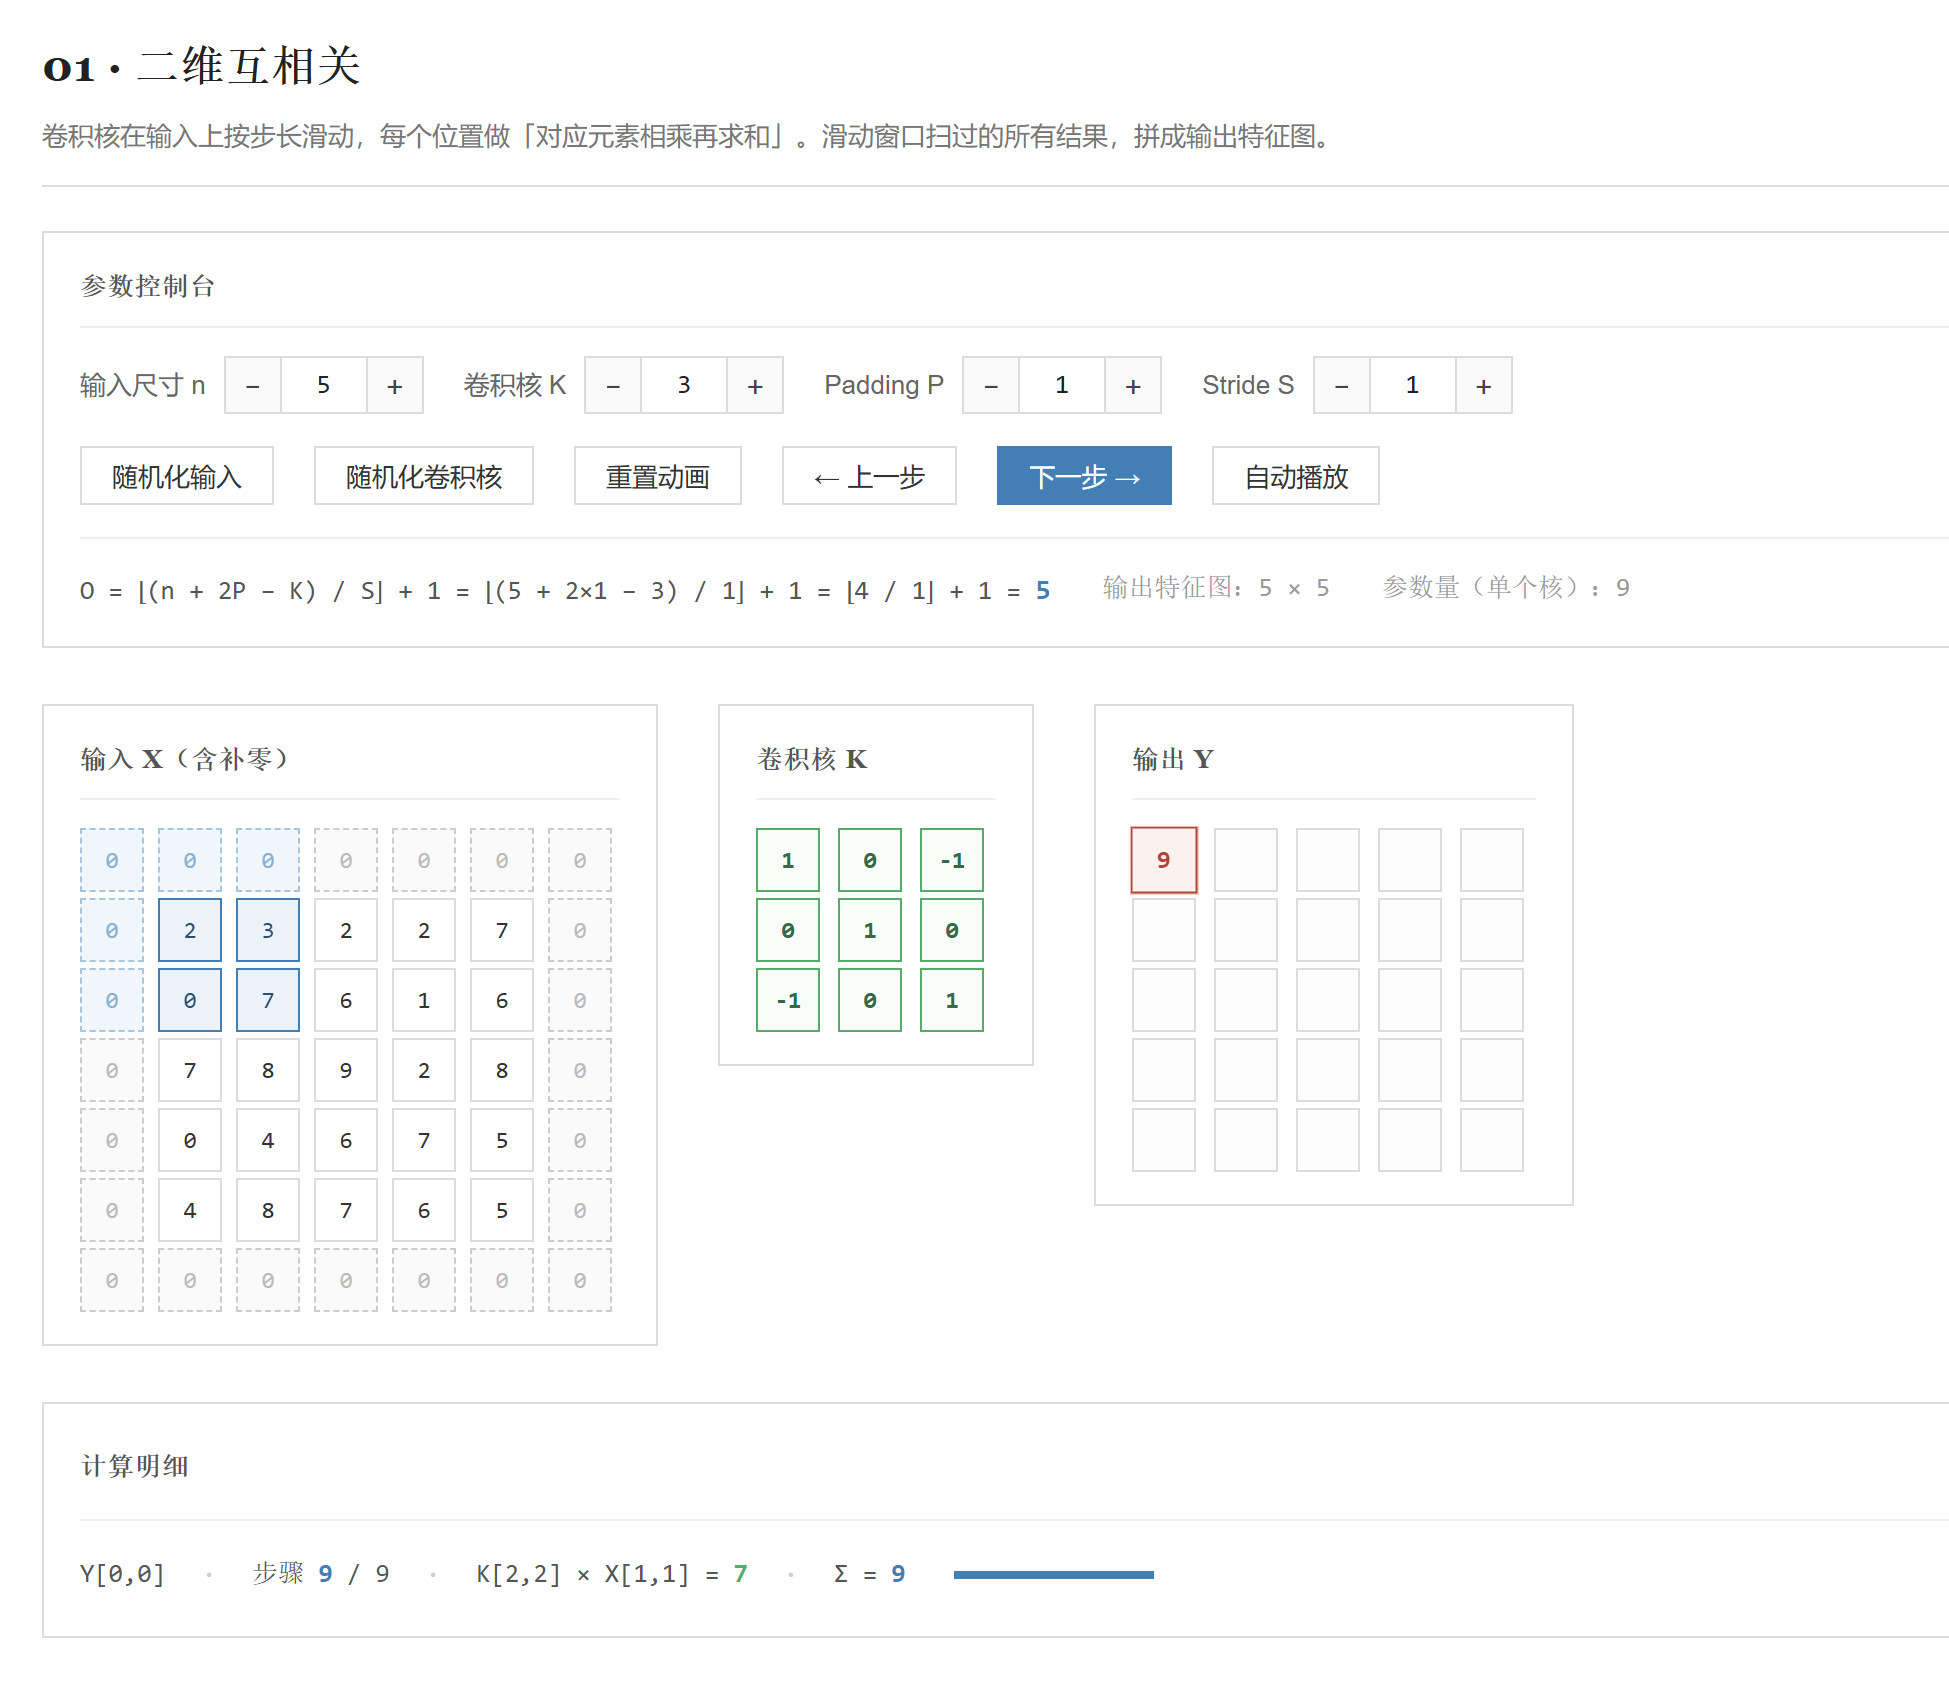 01 · 二维互相关
卷积核在输入上按步长滑动，每个位置做「对应元素相乘再求和」。滑动窗口扫过的所有结果，拼成输出特征图。
参数控制台
输入尺寸 n − 5 + 卷积核 K − 3 + Padding P − 1 + Stride S − 1 +
随机化输入 随机化卷积核 重置动画 ← 上一步 下一步 → 自动播放
O = ⌊(n + 2P − K) / S⌋ + 1 = ⌊(5 + 2×1 − 3) / 1⌋ + 1 = ⌊4 / 1⌋ + 1 = 5 输出特征图：5 × 5 参数量（单个核）：9
输入 X（含补零）
0 0 0 0 0 0 0
0 2 3 2 2 7 0
0 0 7 6 1 6 0
0 7 8 9 2 8 0
0 0 4 6 7 5 0
0 4 8 7 6 5 0
0 0 0 0 0 0 0
卷积核 K
1 0 -1
0 1 0
-1 0 1
输出 Y
9
计算明细
Y[0,0] · 步骤 9 / 9 · K[2,2] × X[1,1] = 7 · Σ = 9